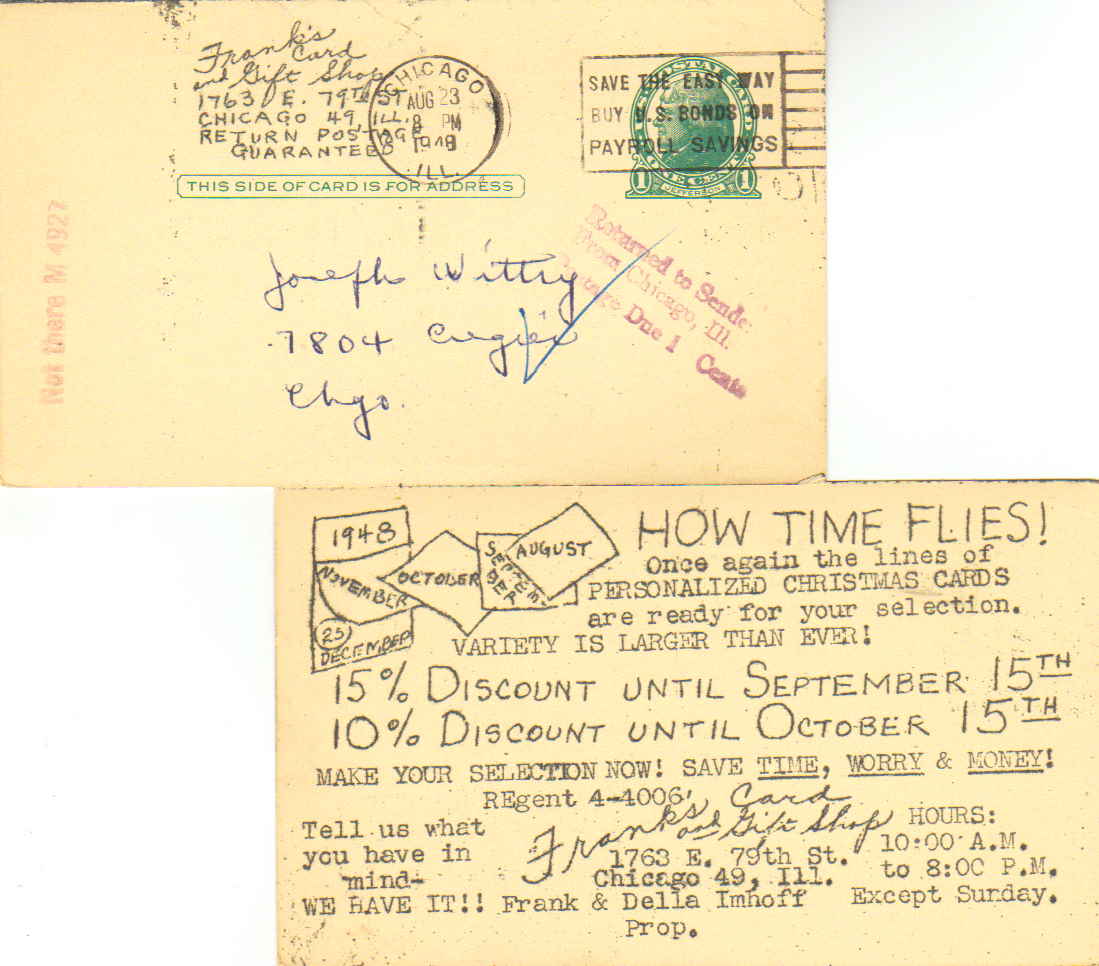 Frank's
Card
and Gift Shop
1763 E. 79TH ST.
CHICAGO 49, ILL.
RETURN POSTAGE
GUARANTEED
CHICAGO
AUG 23
8 PM
1948
ILL.
SAVE THE EASY WAY
BUY U.S. BONDS ON
PAYROLL SAVINGS
THIS SIDE OF CARD IS FOR ADDRESS
1 JEFFERSON 1
Not there M 4927
Returned to Sender
From Chicago, Ill.
Postage Due 1 Cents
Joseph Wittry
7804 Cregier
Chgo.
1948
NOVEMBER
OCTOBER
SEPTEM-
BER
AUGUST
25
DECEMBER
HOW TIME FLIES!
Once again the lines of
PERSONALIZED CHRISTMAS CARDS
are ready for your selection.
VARIETY IS LARGER THAN EVER!
15% DISCOUNT UNTIL SEPTEMBER 15TH
10% DISCOUNT UNTIL OCTOBER 15TH
MAKE YOUR SELECTION NOW! SAVE TIME, WORRY & MONEY!
REgent 4-4006
Tell us what
you have in
mind-
WE HAVE IT!!
Frank's Card
and Gift Shop
1763 E. 79th St.
Chicago 49, Ill.
Frank & Della Imhoff
Prop.
HOURS:
10:00 A.M.
to 8:00 P.M.
Except Sunday.